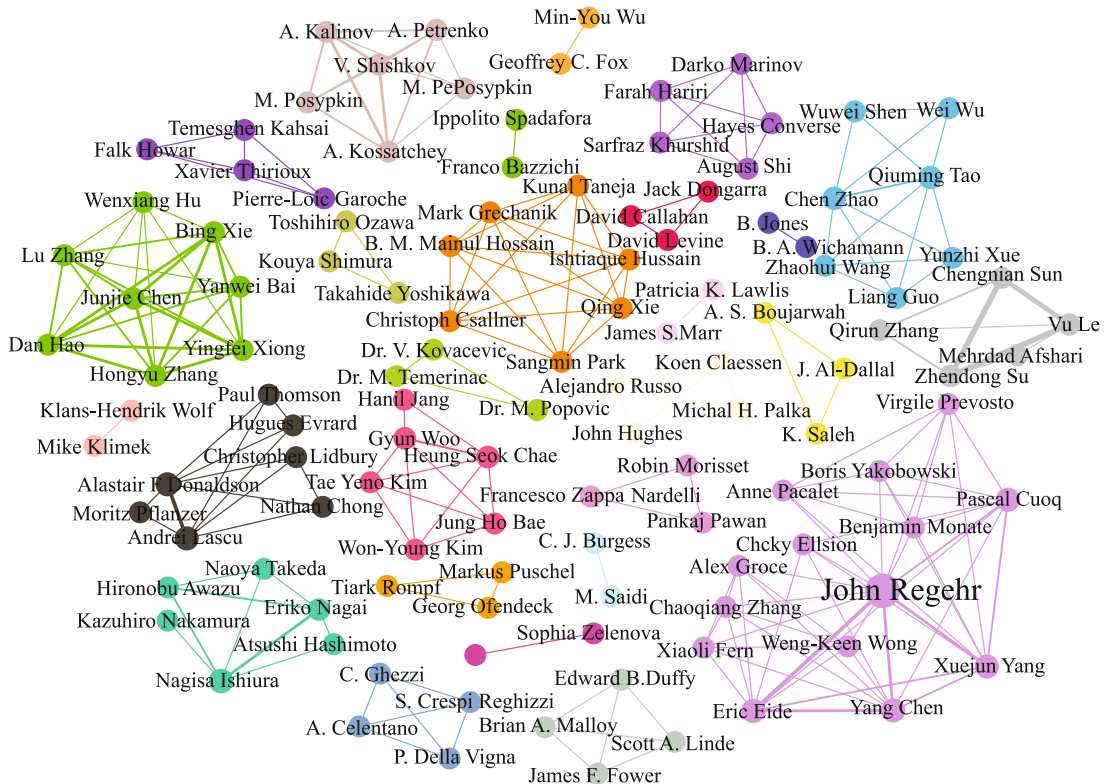 Min-You Wu
A. Kalinov
A. Petrenko
Geoffrey C. Fox
V. Shishkov
Darko Marinov
M. PePosypkin
Farah Hariri
M. Posypkin
Wuwei Shen
Wei Wu
Ippolito Spadafora
Hayes Converse
Temesghen Kahsai
Sarfraz Khurshid
Falk Howar
A. Kossatchey
Franco Bazzichi
August Shi
Xavier Thirioux
Qiuming Tao
Kunal Taneja
Jack Dongarra
Pierre-Loic Garoche
Chen Zhao
Wenxiang Hu
Mark Grechanik
David Callahan
B. Jones
Toshihiro Ozawa
Bing Xie
David Levine
B. A. Wichamann
B. M. Mainul Hossain
Lu Zhang
Ishtiaque Hussain
Yunzhi Xue
Kouya Shimura
Zhaohui Wang
Chengnian Sun
Yanwei Bai
Patricia K. Lawlis
Junjie Chen
Takahide Yoshikawa
Liang Guo
Qing Xie
A. S. Boujarwah
Christoph Csallner
Qirun Zhang
Vu Le
James S.Marr
Dan Hao
Yingfei Xiong
Dr. V. Kovacevic
Mehrdad Afshari
Sangmin Park
Koen Claessen
J. Al-Dallal
Hongyu Zhang
Dr. M. Temerinac
Zhendong Su
Alejandro Russo
Paul Thomson
Hanil Jang
Virgile Prevosto
Klans-Hendrik Wolf
Dr. M. Popovic
Michal H. Palka
Hugues Evrard
John Hughes
K. Saleh
Mike Klimek
Gyun Woo
Christopher Lidbury
Heung Seok Chae
Robin Morisset
Boris Yakobowski
Alastair F Donaldson
Tae Yeno Kim
Anne Pacalet
Francesco Zappa Nardelli
Pascal Cuoq
Nathan Chong
Moritz Pflanzer
Jung Ho Bae
Pankaj Pawan
Benjamin Monate
Andrei Lascu
C. J. Burgess
Chcky Ellsion
Won-Young Kim
Alex Groce
Naoya Takeda
Markus Puschel
Hironobu Awazu
Tiark Rompf
John Regehr
M. Saidi
Chaoqiang Zhang
Eriko Nagai
Georg Ofendeck
Kazuhiro Nakamura
Sophia Zelenova
Atsushi Hashimoto
Weng-Keen Wong
Xiaoli Fern
Xuejun Yang
C. Ghezzi
Nagisa Ishiura
Edward B.Duffy
S. Crespi Reghizzi
Eric Eide
Yang Chen
A. Celentano
Brian A. Malloy
Scott A. Linde
P. Della Vigna
James F. Fower